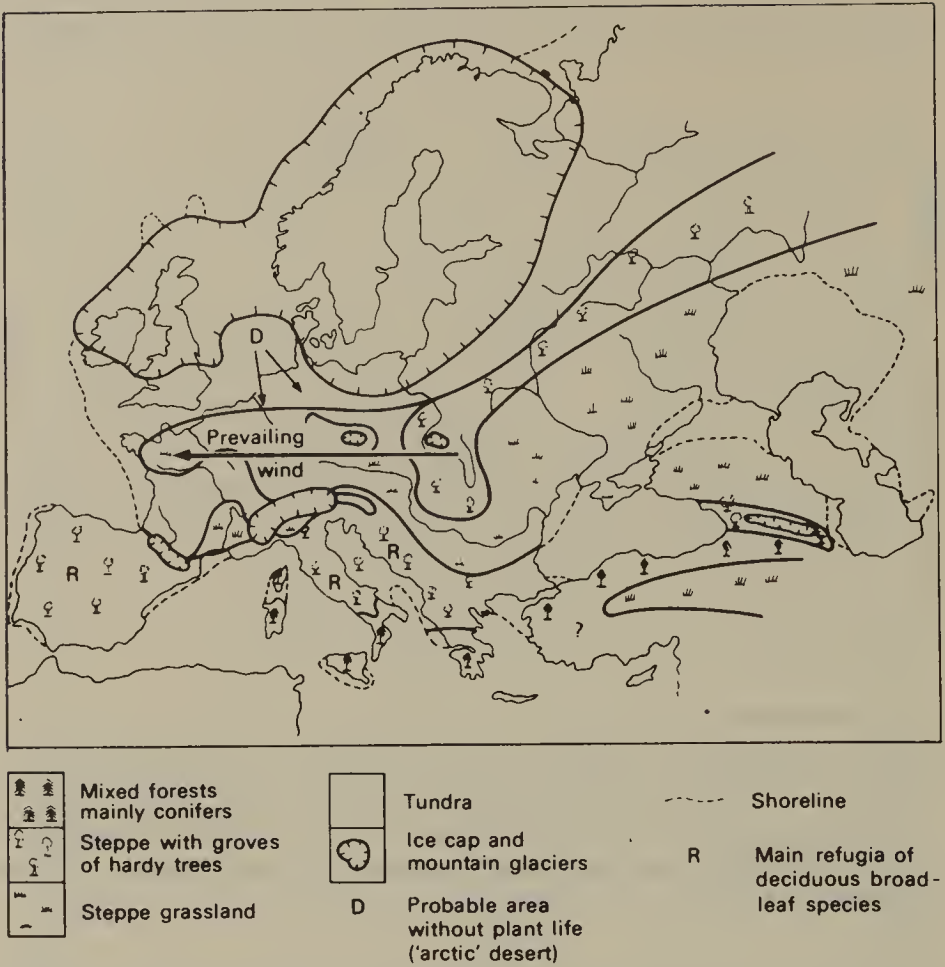 D
Prevailing
wind
R
R
R
?
Mixed forests
mainly conifers
Steppe with groves
of hardy trees
Steppe grassland
Tundra
Ice cap and
mountain glaciers
D Probable area
without plant life
('arctic' desert)
Shoreline
R Main refugia of
deciduous broad-
leaf species